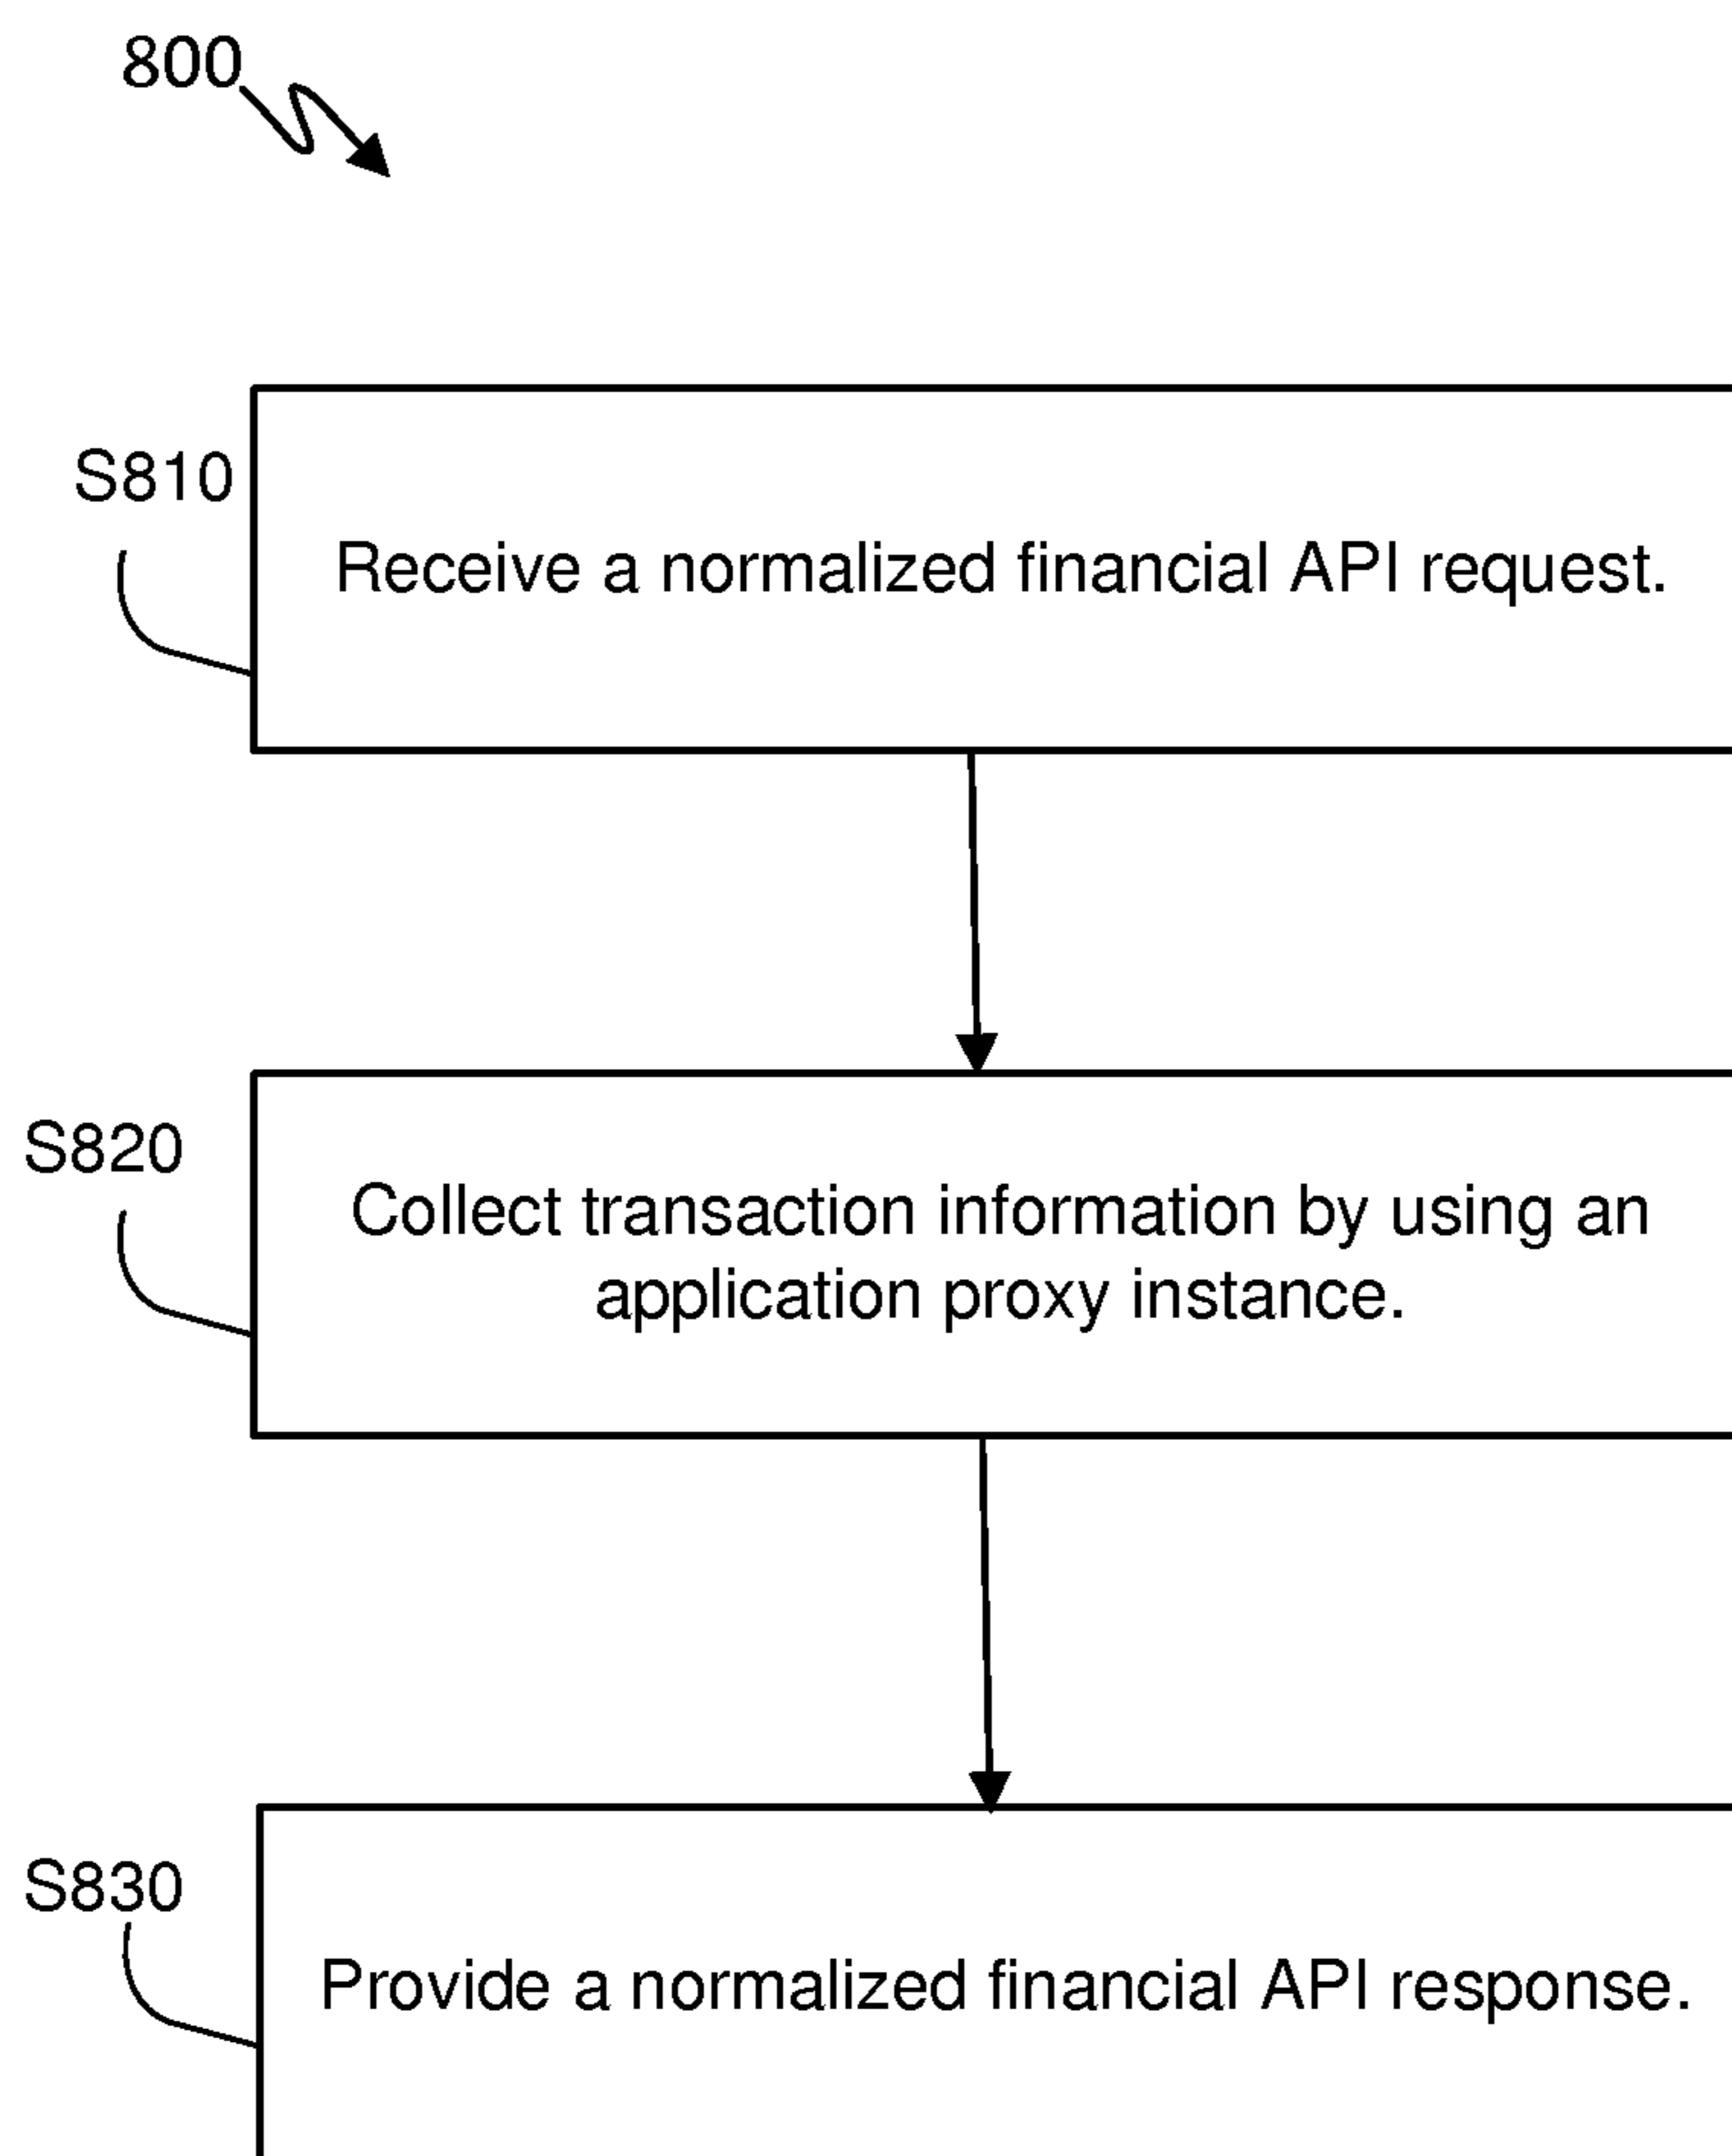 800
S810
Receive a normalized financial API request.
S820
Collect transaction information by using an
application proxy instance.
S830
Provide a normalized financial API response.